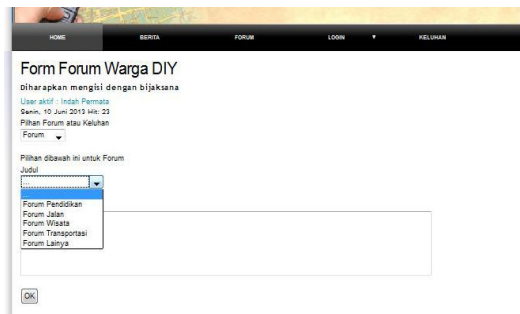 HOME BERITA FORUM LOGIN ▼ KELUHAN
Form Forum Warga DIY
Diharapkan mengisi dengan bijaksana
User aktif : Indah Permata
Senin, 10 Juni 2013 Hit: 23
Pilhan Forum atau Keluhan
Forum
Pilihan dibawah ini untuk Forum
Judul
...
...
Forum Pendidikan
Forum Jalan
Forum Wisata
Forum Transportasi
Forum Lainya
OK